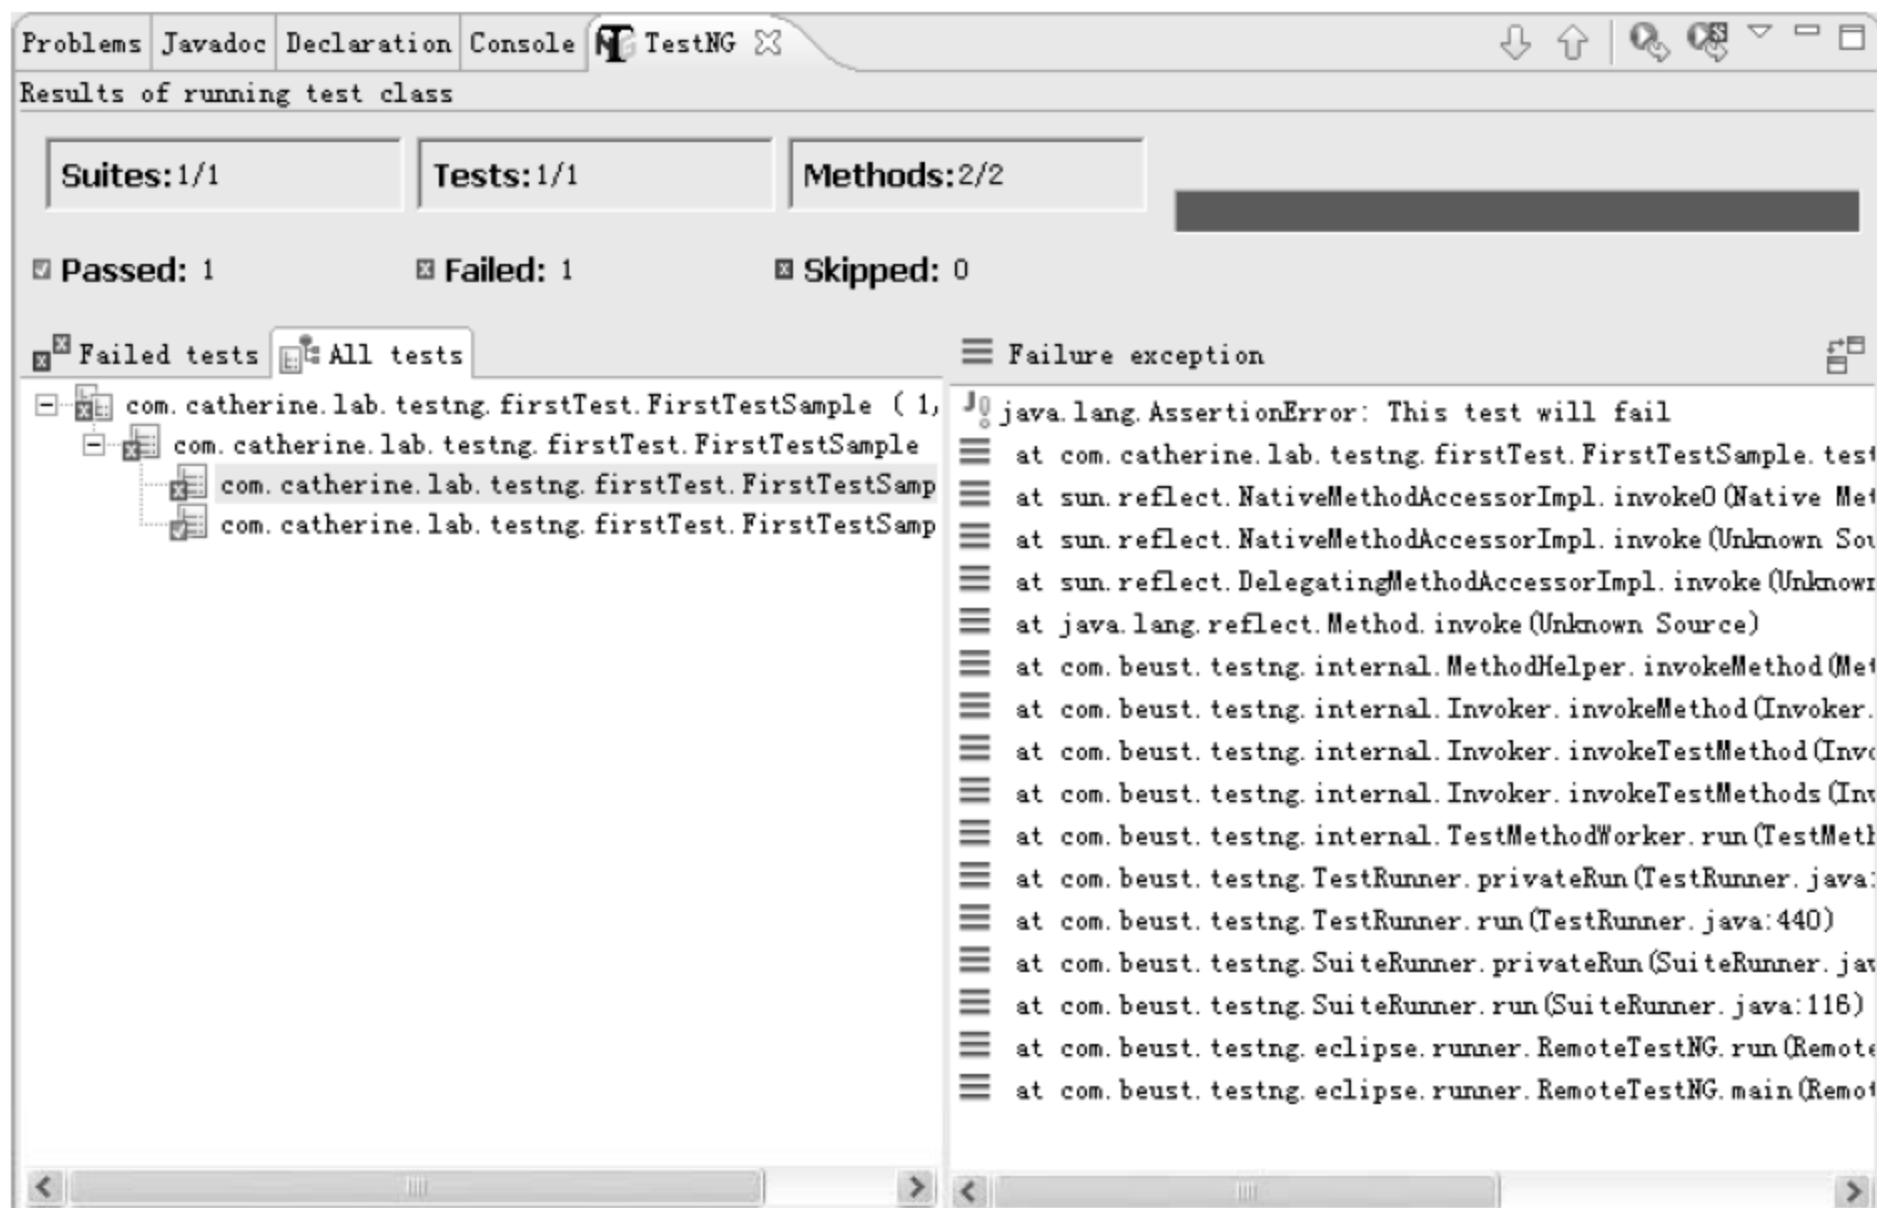 Problems Javadoc Declaration Console TestNG
Results of running test class
Suites:1/1 Tests:1/1 Methods:2/2
Passed: 1 Failed: 1 Skipped: 0
Failed tests All tests
com.catherine.lab.testng.firstTest.FirstTestSample ( 1,
com.catherine.lab.testng.firstTest.FirstTestSample
com.catherine.lab.testng.firstTest.FirstTestSamp
com.catherine.lab.testng.firstTest.FirstTestSamp
Failure exception
java.lang.AssertionError: This test will fail
at com.catherine.lab.testng.firstTest.FirstTestSample.test
at sun.reflect.NativeMethodAccessorImpl.invoke0(Native Met
at sun.reflect.NativeMethodAccessorImpl.invoke(Unknown Sou
at sun.reflect.DelegatingMethodAccessorImpl.invoke(Unknown
at java.lang.reflect.Method.invoke(Unknown Source)
at com.beust.testng.internal.MethodHelper.invokeMethod(Met
at com.beust.testng.internal.Invoker.invokeMethod(Invoker.
at com.beust.testng.internal.Invoker.invokeTestMethod(Invo
at com.beust.testng.internal.Invoker.invokeTestMethods(Inv
at com.beust.testng.internal.TestMethodWorker.run(TestMeth
at com.beust.testng.TestRunner.privateRun(TestRunner.java:
at com.beust.testng.TestRunner.run(TestRunner.java:440)
at com.beust.testng.SuiteRunner.privateRun(SuiteRunner.jav
at com.beust.testng.SuiteRunner.run(SuiteRunner.java:116)
at com.beust.testng.eclipse.runner.RemoteTestNG.run(Remote
at com.beust.testng.eclipse.runner.RemoteTestNG.main(Remot